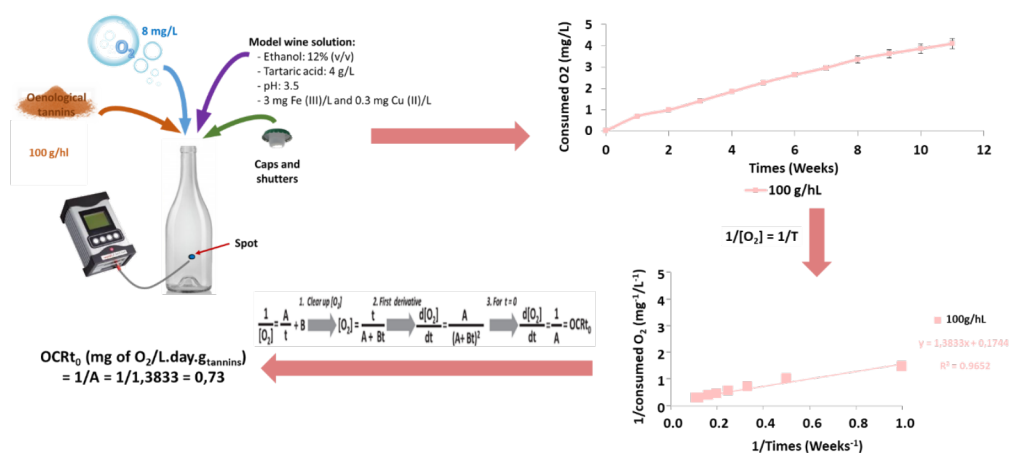 8 mg/L
O2
Model wine solution:
- Ethanol: 12% (v/v)
- Tartaric acid: 4 g/L
- pH: 3.5
- 3 mg Fe (III)/L and 0.3 mg Cu (II)/L
Oenological
tannins
100 g/hl
Caps and
shutters
Spot
Consumed O2 (mg/L)
5
4
3
2
1
0
0 2 4 6 8 10 12
Times (Weeks)
100 g/hL
1/[O₂] = 1/T
1/consumed O₂ (mg⁻¹/L⁻¹)
5
4
3
2
1
0
0.0 0.2 0.4 0.6 0.8 1.0
1/Times (Weeks⁻¹)
100g/hL
y = 1,3833x + 0,1744
R² = 0.9652
1. Clear up [O₂] 2. First derivative 3. For t = 0
1/[O₂] = A/t + B [O₂] = t/(A + Bt) d[O₂]/dt = A/(A + Bt)² d[O₂]/dt = 1/A = OCRt₀
OCRt₀ (mg of O₂/L.day.g tannins)
= 1/A = 1/1,3833 = 0,73